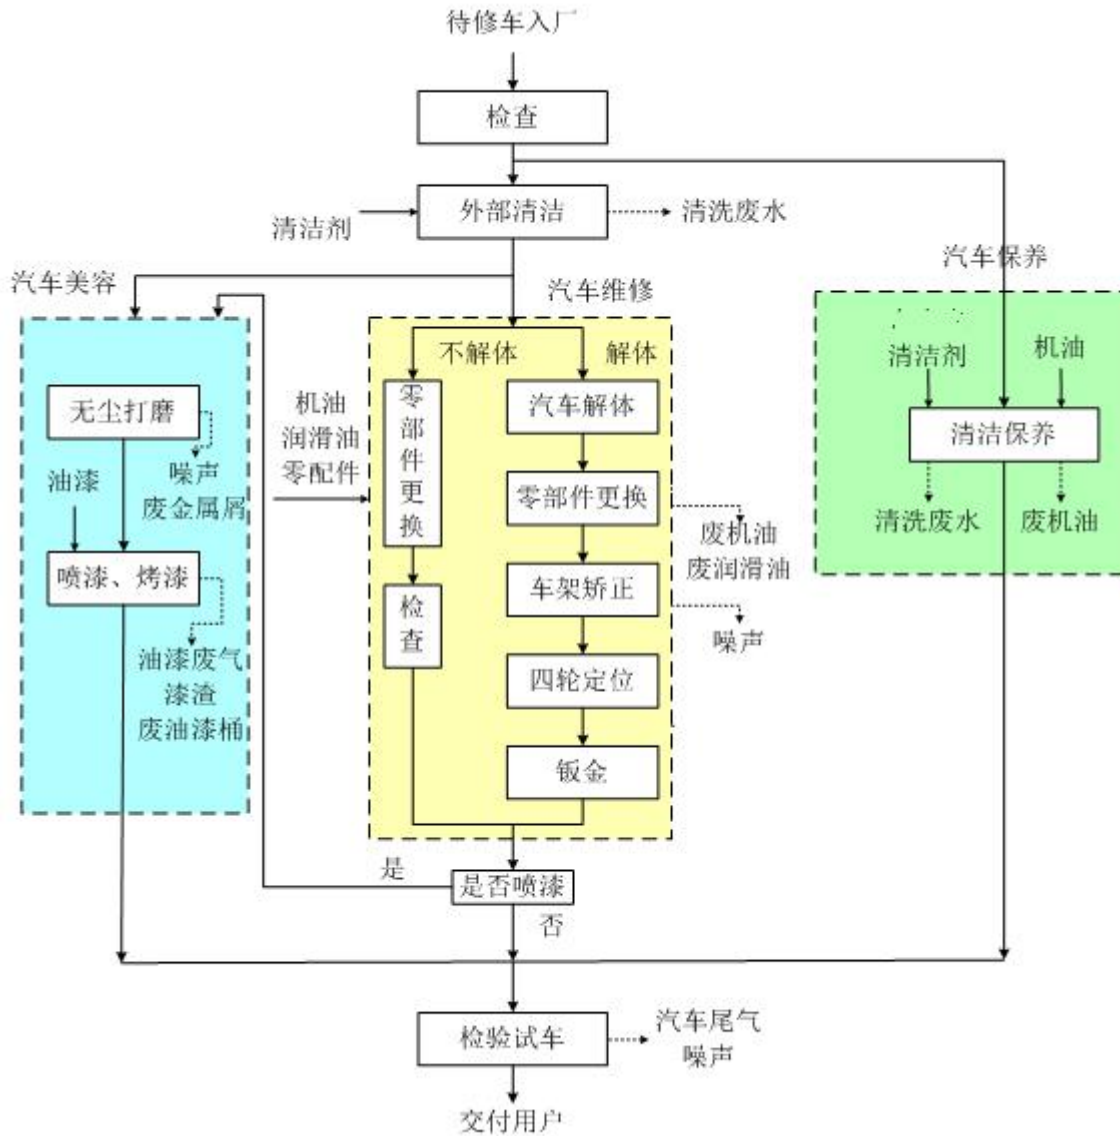 待修车入厂
检查
外部清洁
清洁剂
清洗废水
汽车美容
汽车维修
汽车保养
无尘打磨
噪声
废金属屑
油漆
喷漆、烤漆
油漆废气
漆渣
废油漆桶
不解体
解体
机油
润滑油
零配件
零部件更换
检查
汽车解体
零部件更换
车架矫正
四轮定位
钣金
废机油
废润滑油
噪声
清洁剂
机油
清洁保养
清洗废水
废机油
是
是否喷漆
否
检验试车
汽车尾气
噪声
交付用户